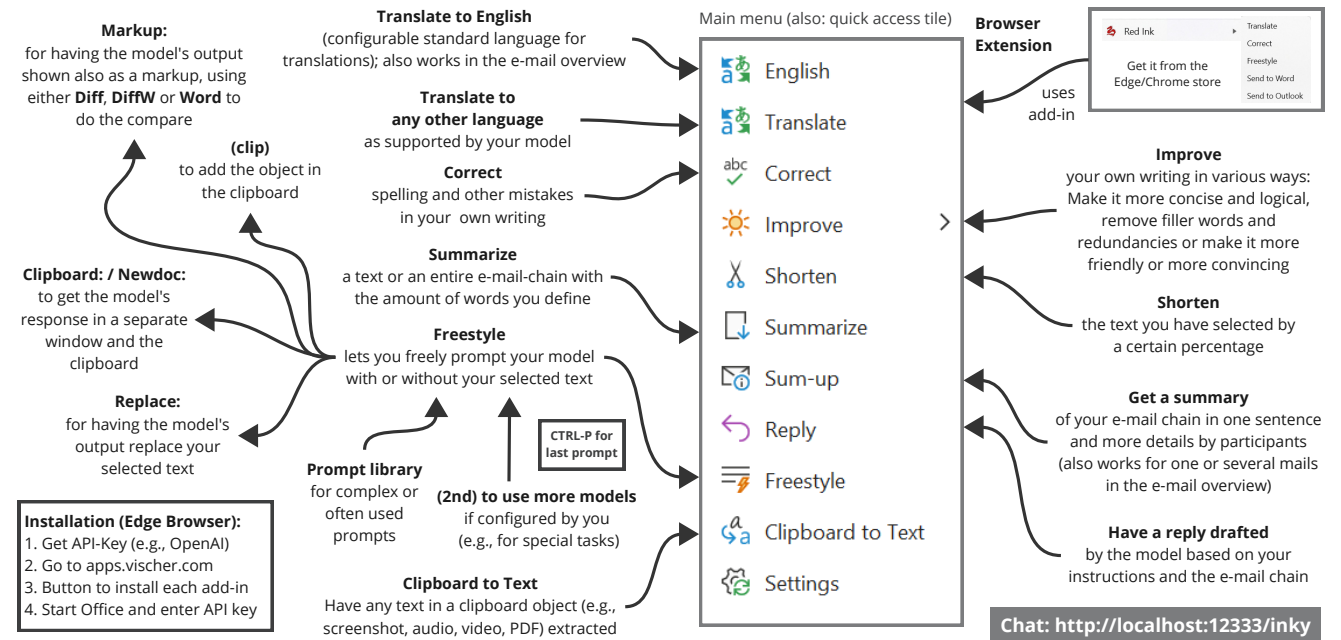 Markup:
for having the model's output
shown also as a markup, using
either Diff, DiffW or Word to
do the compare
(clip)
to add the object in
the clipboard
Clipboard: / Newdoc:
to get the model's
response in a separate
window and the
clipboard
Replace:
for having the model's
output replace your
selected text
Installation (Edge Browser):
1. Get API-Key (e.g., OpenAI)
2. Go to apps.vischer.com
3. Button to install each add-in
4. Start Office and enter API key
Translate to English
(configurable standard language for
translations); also works in the e-mail overview
Translate to
any other language
as supported by your model
Correct
spelling and other mistakes
in your own writing
Summarize
a text or an entire e-mail-chain with
the amount of words you define
Freestyle
lets you freely prompt your model
with or without your selected text
CTRL-P for
last prompt
Prompt library
for complex or
often used
prompts
(2nd) to use more models
if configured by you
(e.g., for special tasks)
Clipboard to Text
Have any text in a clipboard object (e.g.,
screenshot, audio, video, PDF) extracted
Main menu (also: quick access tile)
aあ English
aあ Translate
abc
Correct
Improve
Shorten
Summarize
Sum-up
Reply
Freestyle
a
a
Clipboard to Text
Settings
Browser
Extension
uses
add-in
Red Ink
Get it from the
Edge/Chrome store
Translate
Correct
Freestyle
Send to Word
Send to Outlook
Improve
your own writing in various ways:
Make it more concise and logical,
remove filler words and
redundancies or make it more
friendly or more convincing
Shorten
the text you have selected by
a certain percentage
Get a summary
of your e-mail chain in one sentence
and more details by participants
(also works for one or several mails
in the e-mail overview)
Have a reply drafted
by the model based on your
instructions and the e-mail chain
Chat: http://localhost:12333/inky